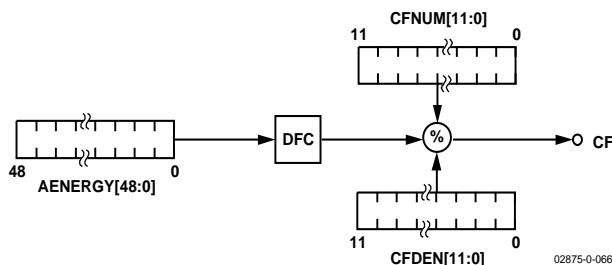 CFNUM[11:0]
11 0
DFC
%
CF
48 0
AENERGY[48:0]
11 0
CFDEN[11:0]
02875-0-066